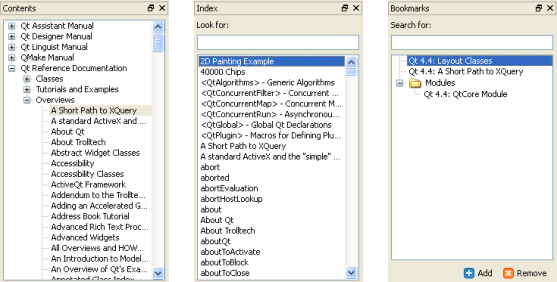 Contents
Qt Assistant Manual
Qt Designer Manual
Qt Linguist Manual
QMake Manual
Qt Reference Documentation
Classes
Tutorials and Examples
Overviews
A Short Path to XQuery
A standard ActiveX and ...
About Qt
About Trolltech
Abstract Widget Classes
Accessibility
Accessibility Classes
ActiveQt Framework
Addendum to the Trollte...
Adding an Accelerated G...
Address Book Tutorial
Advanced Rich Text Proc...
Advanced Widgets
All Overviews and HOW...
An Introduction to Model...
An Overview of Qt's Exa...
Annotated Class Index
Index
Look for:
2D Painting Example
40000 Chips
<QtAlgorithms> - Generic Algorithms
<QtConcurrentFilter> - Concurrent ...
<QtConcurrentMap> - Concurrent M...
<QtConcurrentRun> - Asynchronou...
<QtGlobal> - Global Qt Declarations
<QtPlugin> - Macros for Defining Plu...
A Short Path to XQuery
A standard ActiveX and the "simple" ...
abort
aborted
abortEvaluation
abortHostLookup
about
About Qt
About Trolltech
aboutQt
aboutToActivate
aboutToBlock
aboutToClose
Bookmarks
Search for:
Qt 4.4: Layout Classes
Qt 4.4: A Short Path to XQuery
Modules
Qt 4.4: QtCore Module
Add Remove